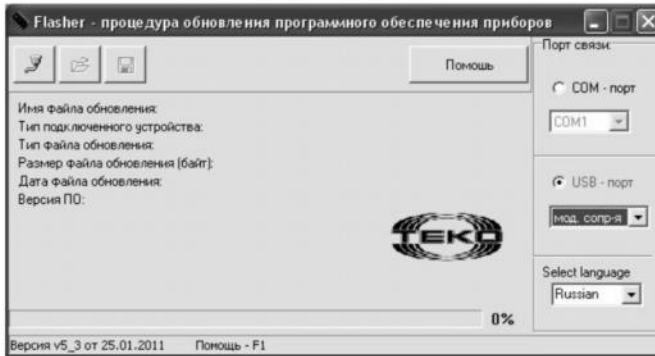 Flasher - процедура обновления программного обеспечения приборов
Помошь
Имя файла обновления:
Тип подключенного устройства:
Тип файла обновления:
Размер файла обновления (байт):
Дата файла обновления:
Версия ПО:
TEKO
0%
Порт связи:
COM - порт
COM1
USB - порт
мод. сопр-я
Select language
Russian
Версия v5_3 от 25.01.2011 Помощь - F1